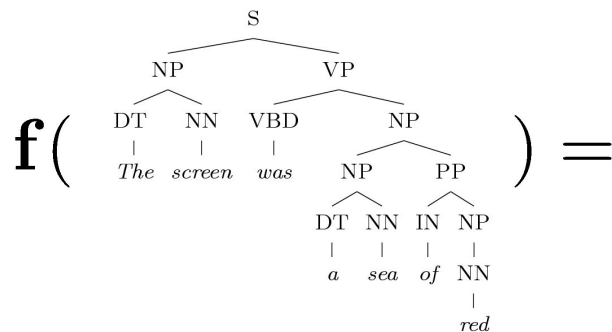 S
NP VP
DT NN VBD NP
f( The screen was NP PP ) =
DT NN IN NP
a sea of NN
red